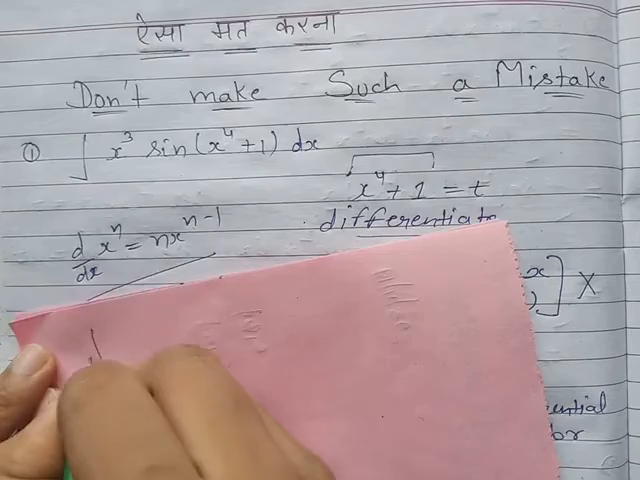 ऐसा मत करना
Don't make Such a Mistake
① ∫ x³ sin(x⁴+1) dx
x⁴+1 = t
differentiate
d/dx xⁿ = nxⁿ⁻¹
x ] X